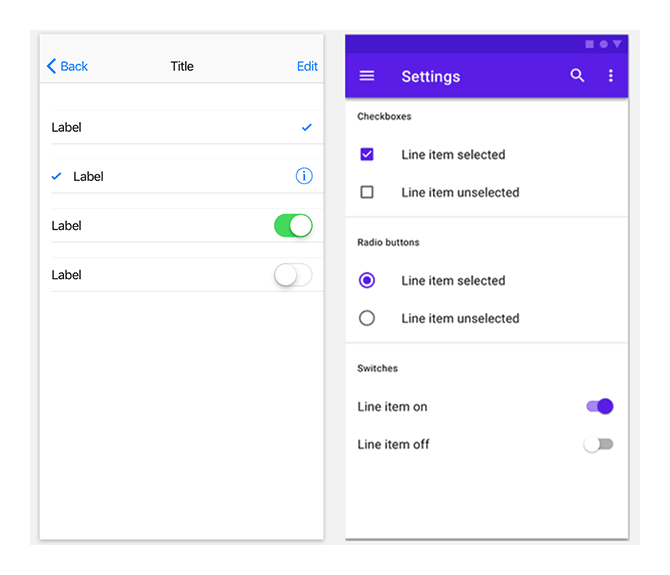 Back Title Edit
Label
Label
Label
Label
Settings
Checkboxes
Line item selected
Line item unselected
Radio buttons
Line item selected
Line item unselected
Switches
Line item on
Line item off